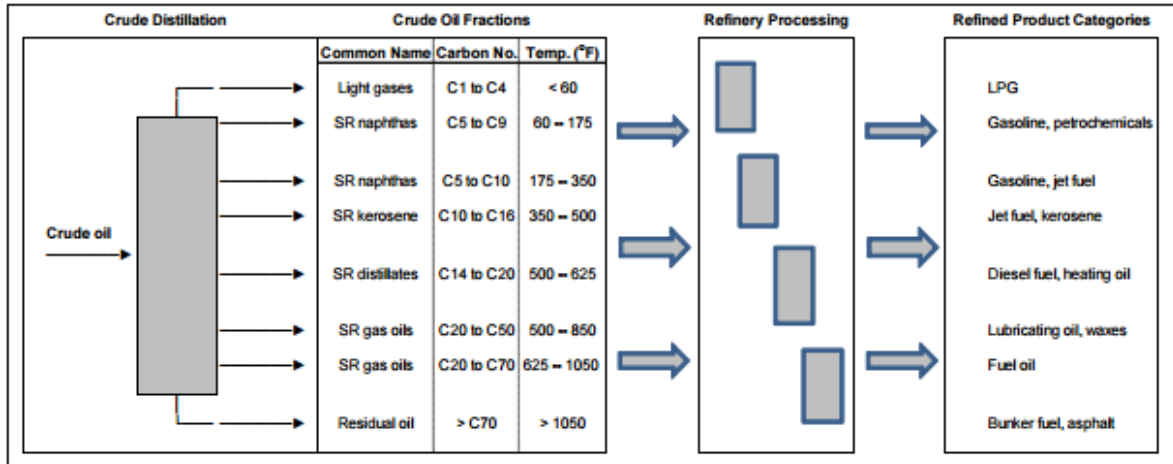 Crude Distillation Crude Oil Fractions Refinery Processing Refined Product Categories
Common Name Carbon No. Temp. (°F)
Light gases C1 to C4 < 60 LPG
SR naphthas C5 to C9 60 -- 175 Gasoline, petrochemicals
SR naphthas C5 to C10 175 -- 350 Gasoline, jet fuel
SR kerosene C10 to C16 350 -- 500 Jet fuel, kerosene
Crude oil
SR distillates C14 to C20 500 -- 625 Diesel fuel, heating oil
SR gas oils C20 to C50 500 -- 850 Lubricating oil, waxes
SR gas oils C20 to C70 625 -- 1050 Fuel oil
Residual oil > C70 > 1050 Bunker fuel, asphalt